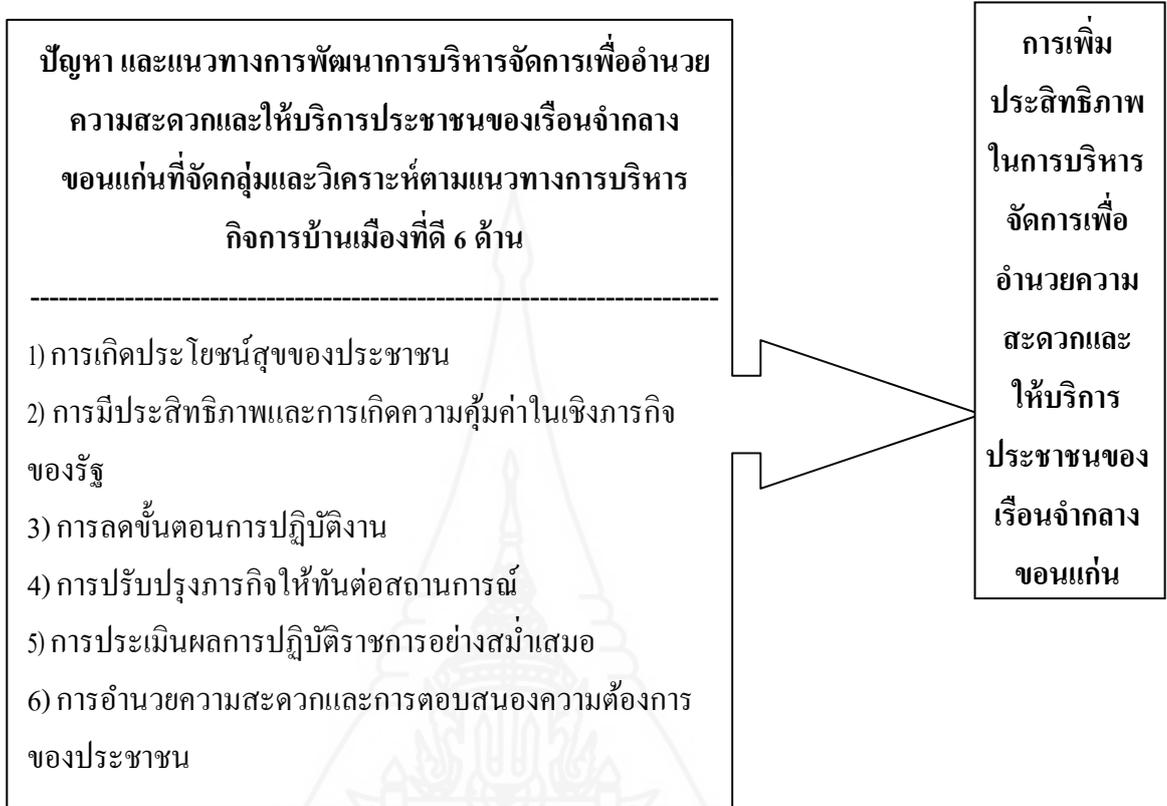 ปัญหา และแนวทางการพัฒนาการบริหารจัดการเพื่ออำนวย
ความสะดวกและให้บริการประชาชนของเรือนจำกลาง
ขอนแก่นที่จัดกลุ่มและวิเคราะห์ตามแนวทางการบริหาร
กิจการบ้านเมืองที่ดี 6 ด้าน
-------------------------------------------------------------------------
1) การเกิดประโยชน์สุขของประชาชน
2) การมีประสิทธิภาพและการเกิดความคุ้มค่าในเชิงภารกิจ
ของรัฐ
3) การลดขั้นตอนการปฏิบัติงาน
4) การปรับปรุงภารกิจให้ทันต่อสถานการณ์
5) การประเมินผลการปฏิบัติราชการอย่างสม่ำเสมอ
6) การอำนวยความสะดวกและการตอบสนองความต้องการ
ของประชาชน
การเพิ่ม
ประสิทธิภาพ
ในการบริหาร
จัดการเพื่อ
อำนวยความ
สะดวกและ
ให้บริการ
ประชาชนของ
เรือนจำกลาง
ขอนแก่น